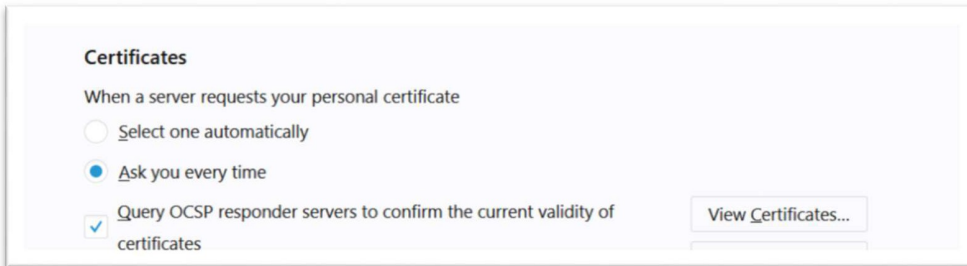 Certificates
When a server requests your personal certificate
Select one automatically
Ask you every time
Query OCSP responder servers to confirm the current validity of
certificates
View Certificates...